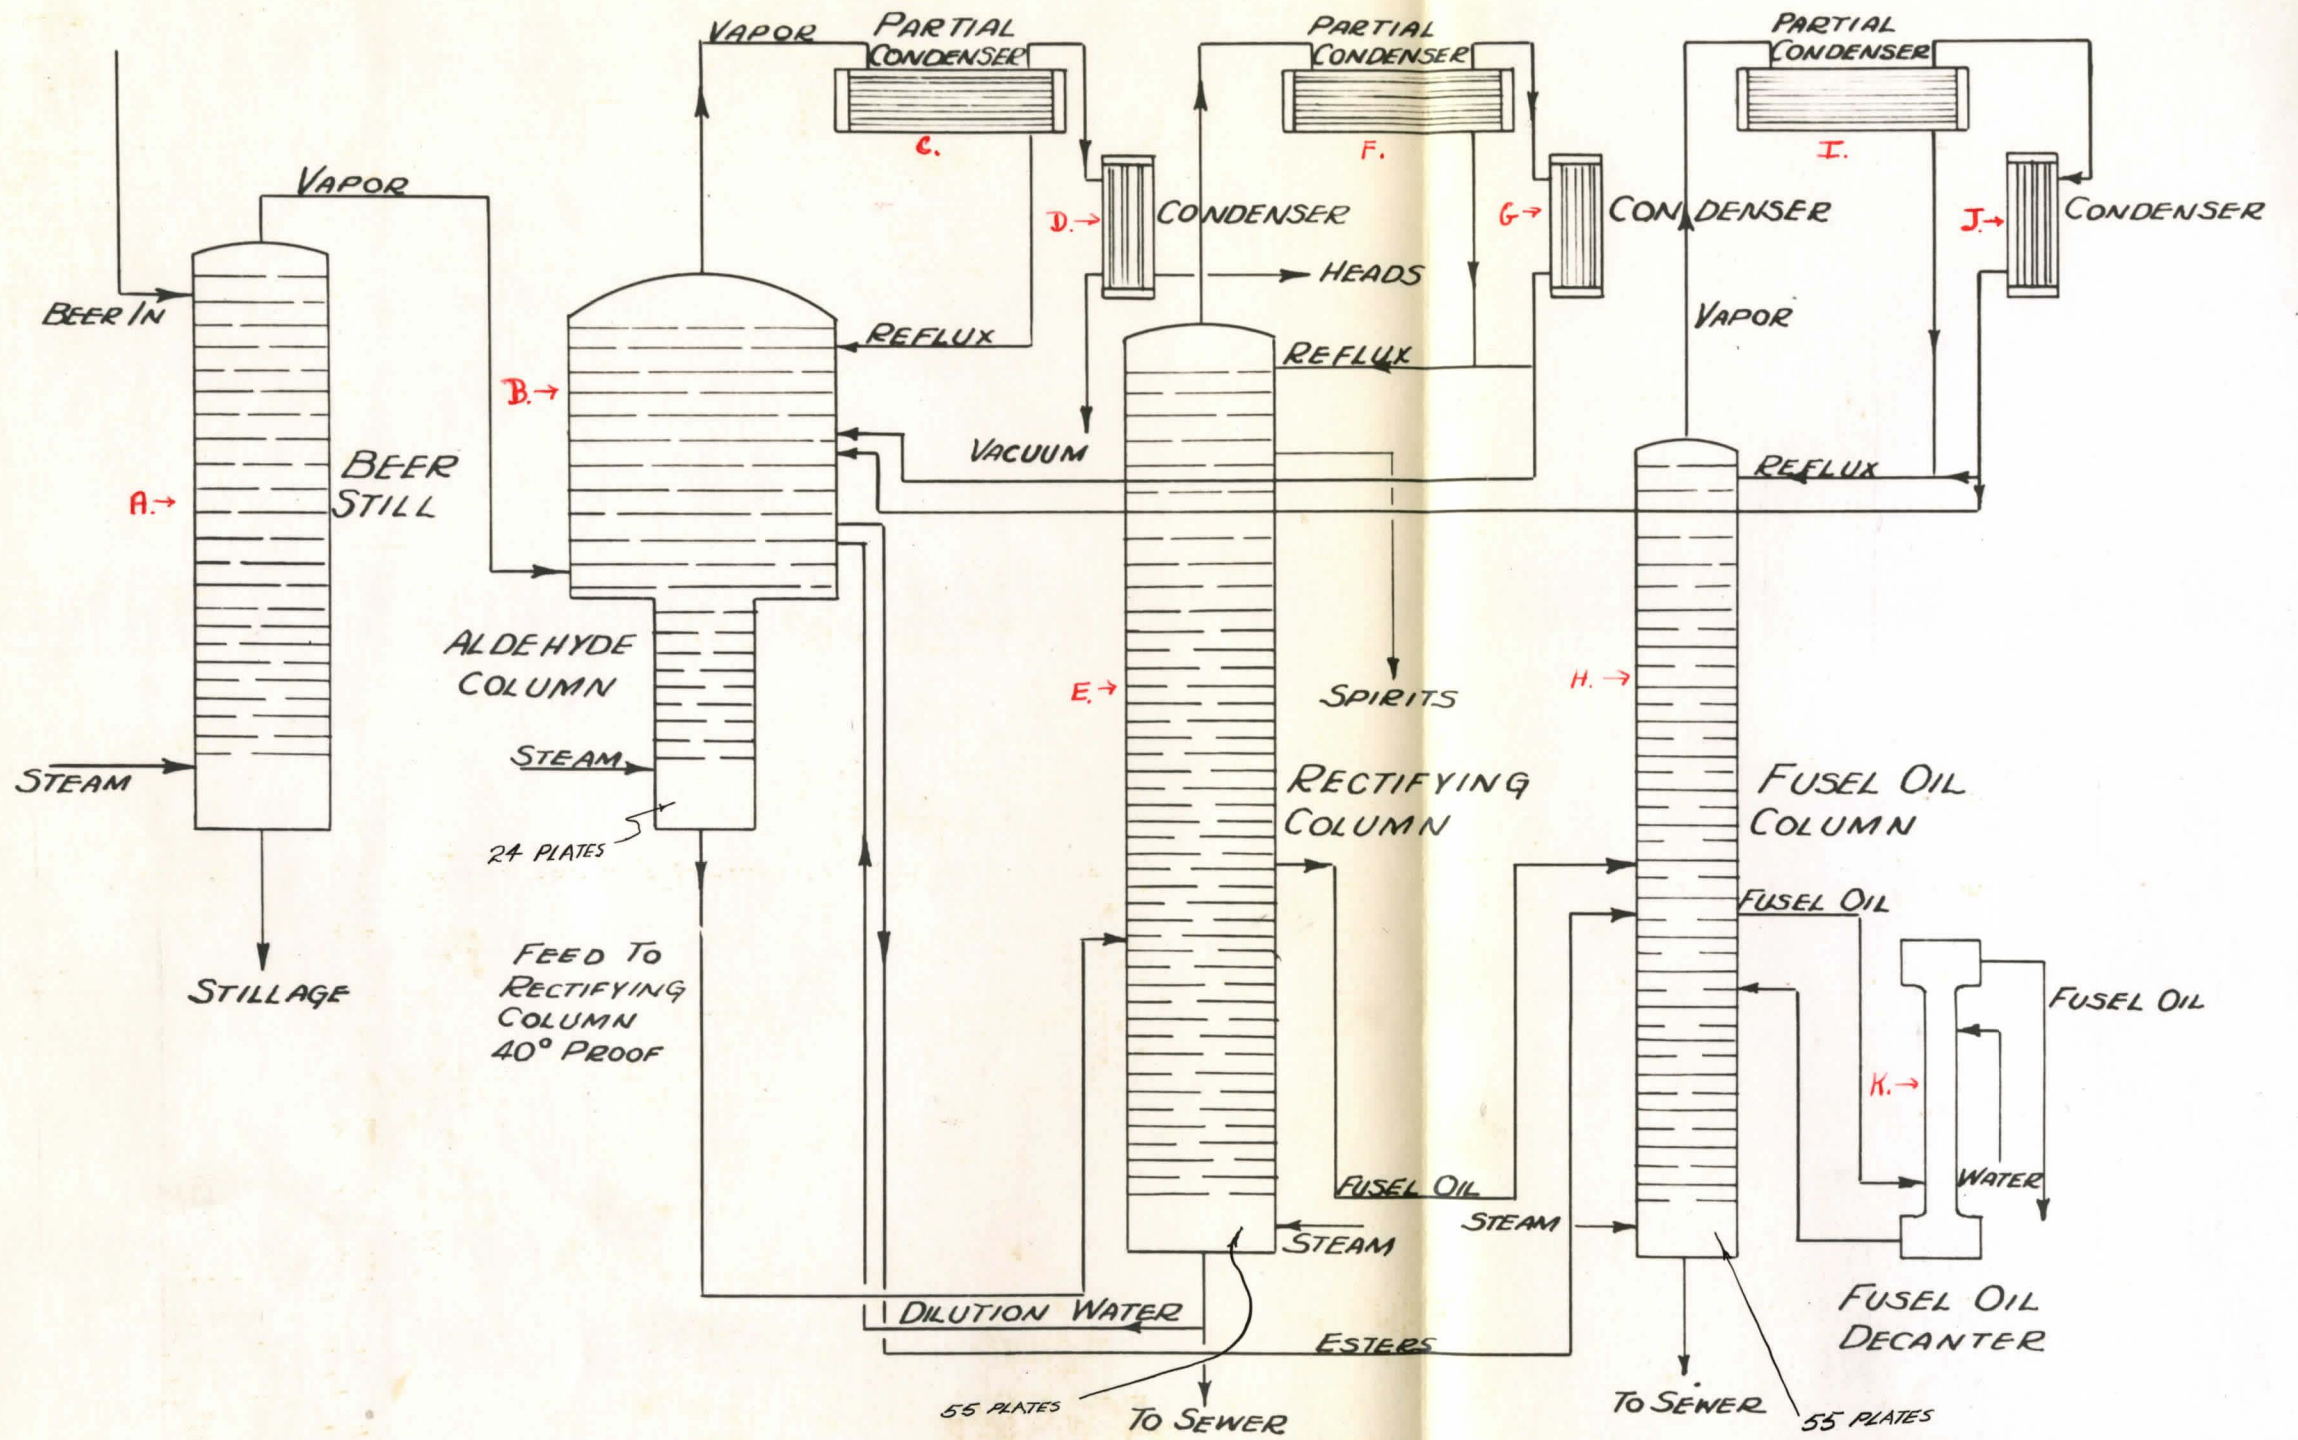 VAPOR
PARTIAL
CONDENSER
C.
PARTIAL
CONDENSER
F.
PARTIAL
CONDENSER
I.
VAPOR
BEER IN
A.→
BEER
STILL
STEAM
STILLAGE
B.→
REFLUX
ALDEHYDE
COLUMN
STEAM
24 PLATES
FEED TO
RECTIFYING
COLUMN
40° PROOF
D.→
CONDENSER
HEADS
VACUUM
G→
CONDENSER
REFLUX
SPIRITS
E.→
RECTIFYING
COLUMN
FUSEL OIL
STEAM
DILUTION WATER
ESTERS
55 PLATES
TO SEWER
VAPOR
J.→
CONDENSER
REFLUX
H.→
FUSEL OIL
COLUMN
FUSEL OIL
FUSEL OIL
K.→
WATER
STEAM
FUSEL OIL
DECANTER
TO SEWER
55 PLATES